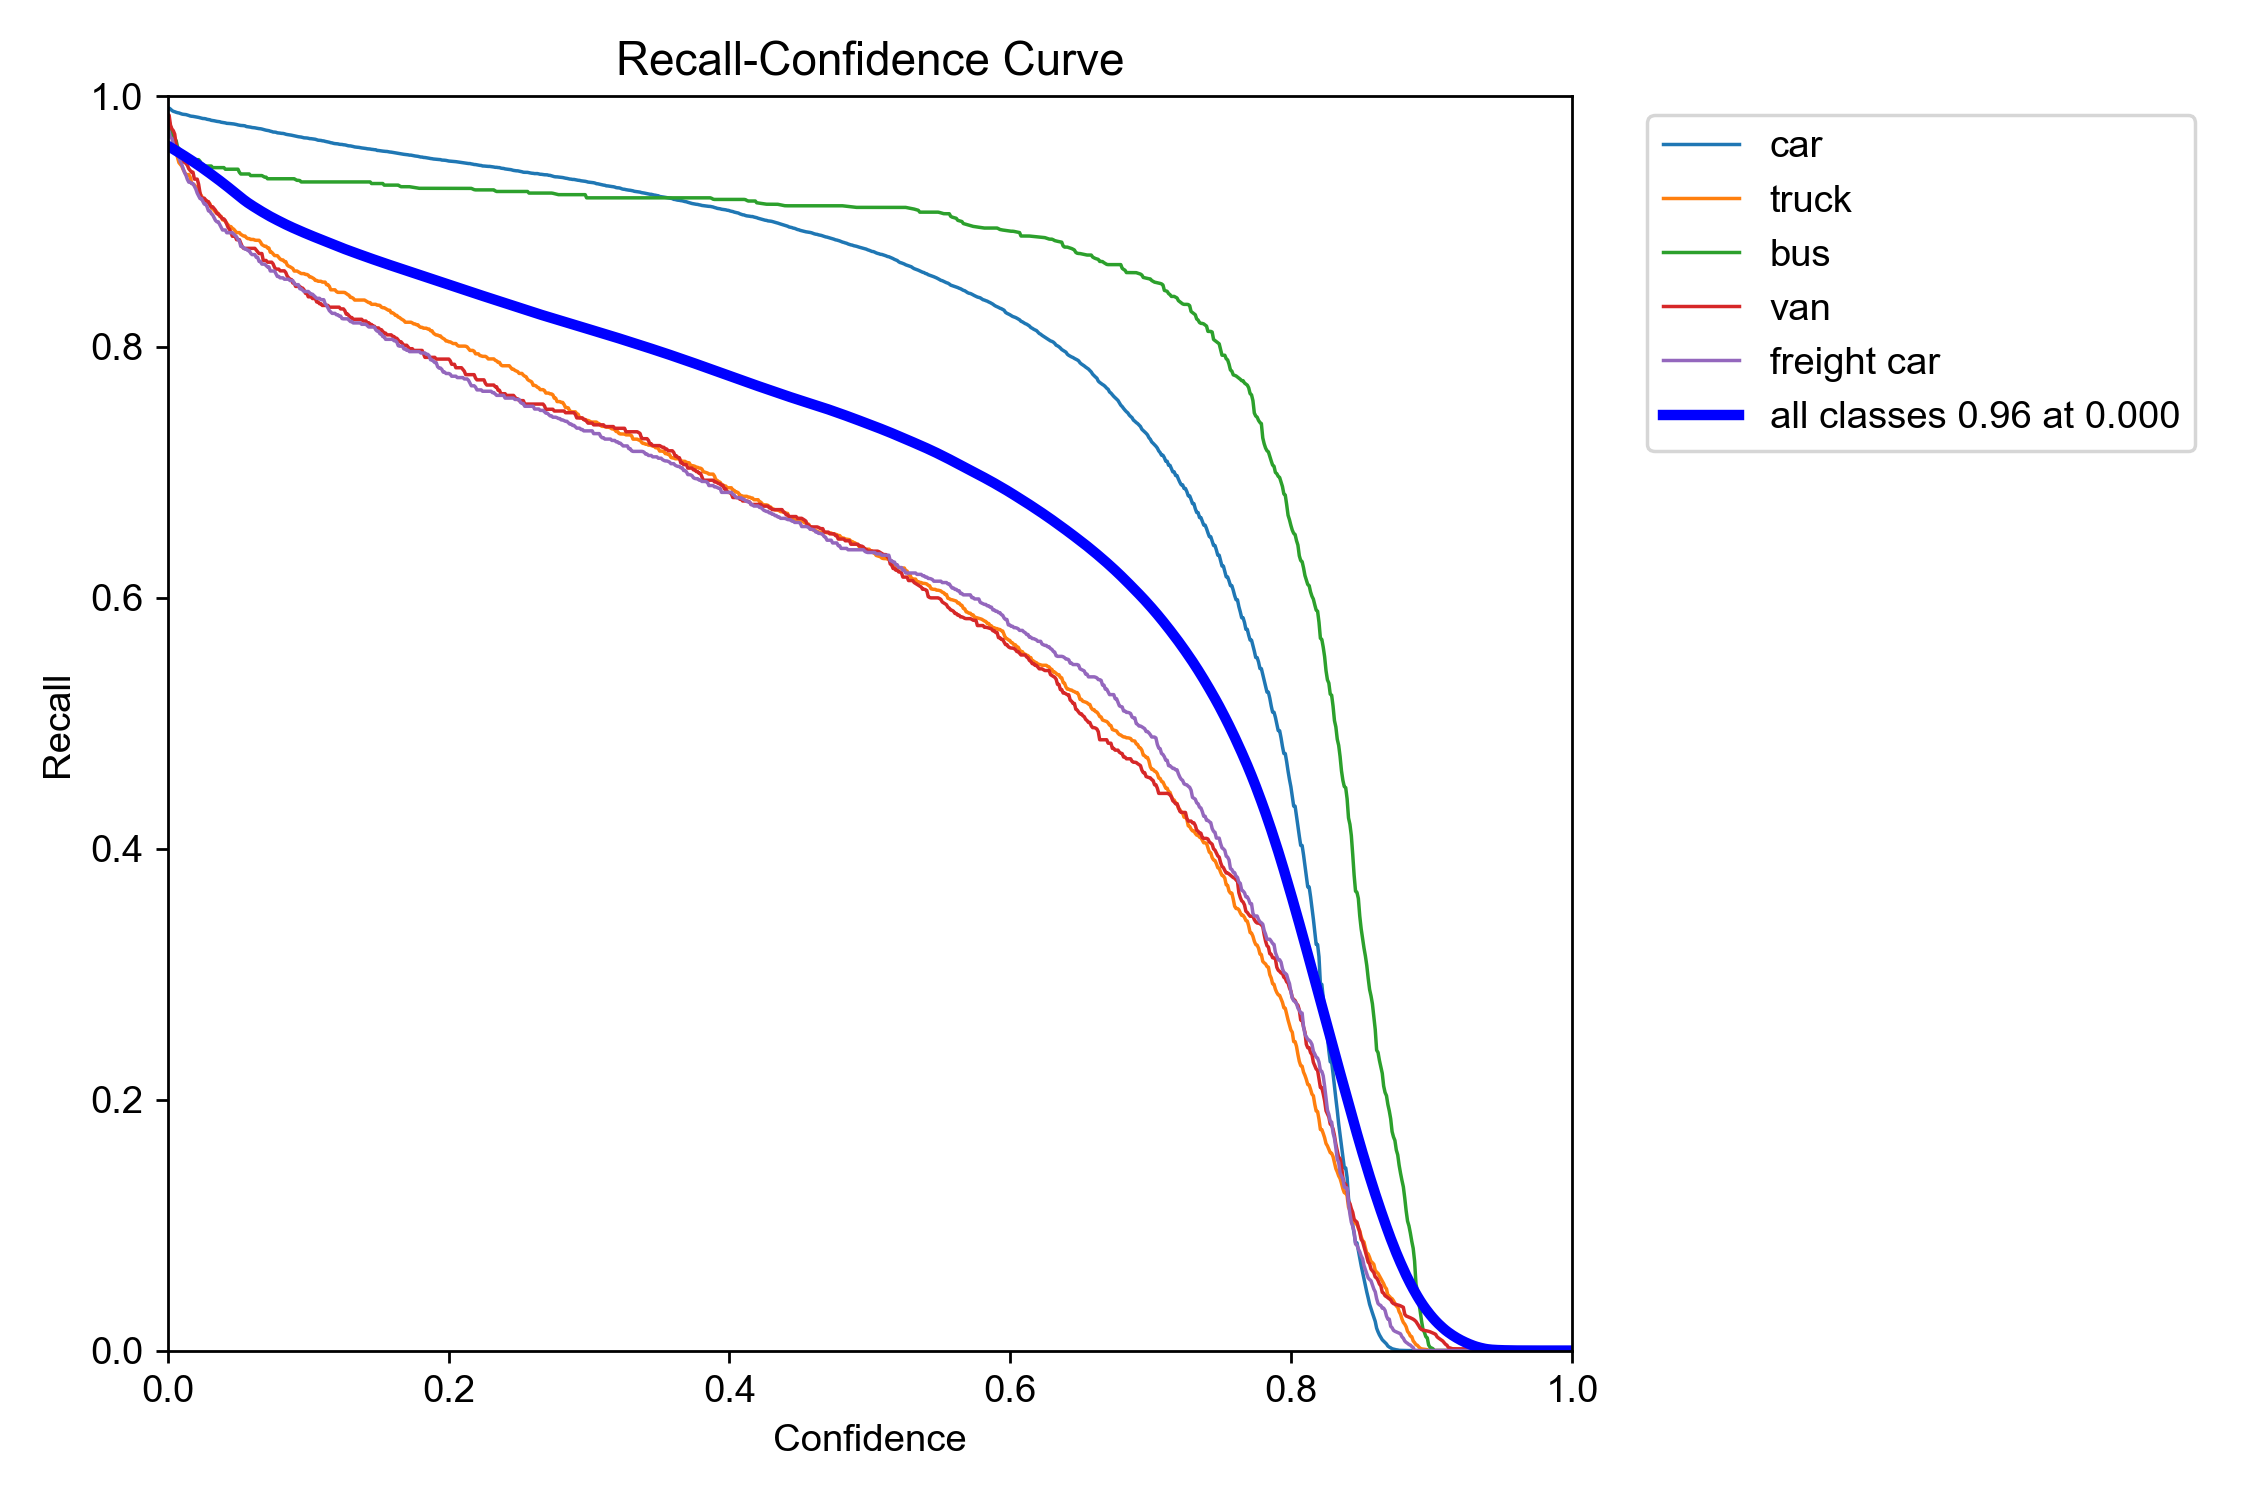 Recall-Confidence Curve
1.0
0.8
0.6
0.4
0.2
0.0
Recall
0.0 0.2 0.4 0.6 0.8 1.0
Confidence
car
truck
bus
van
freight car
all classes 0.96 at 0.000